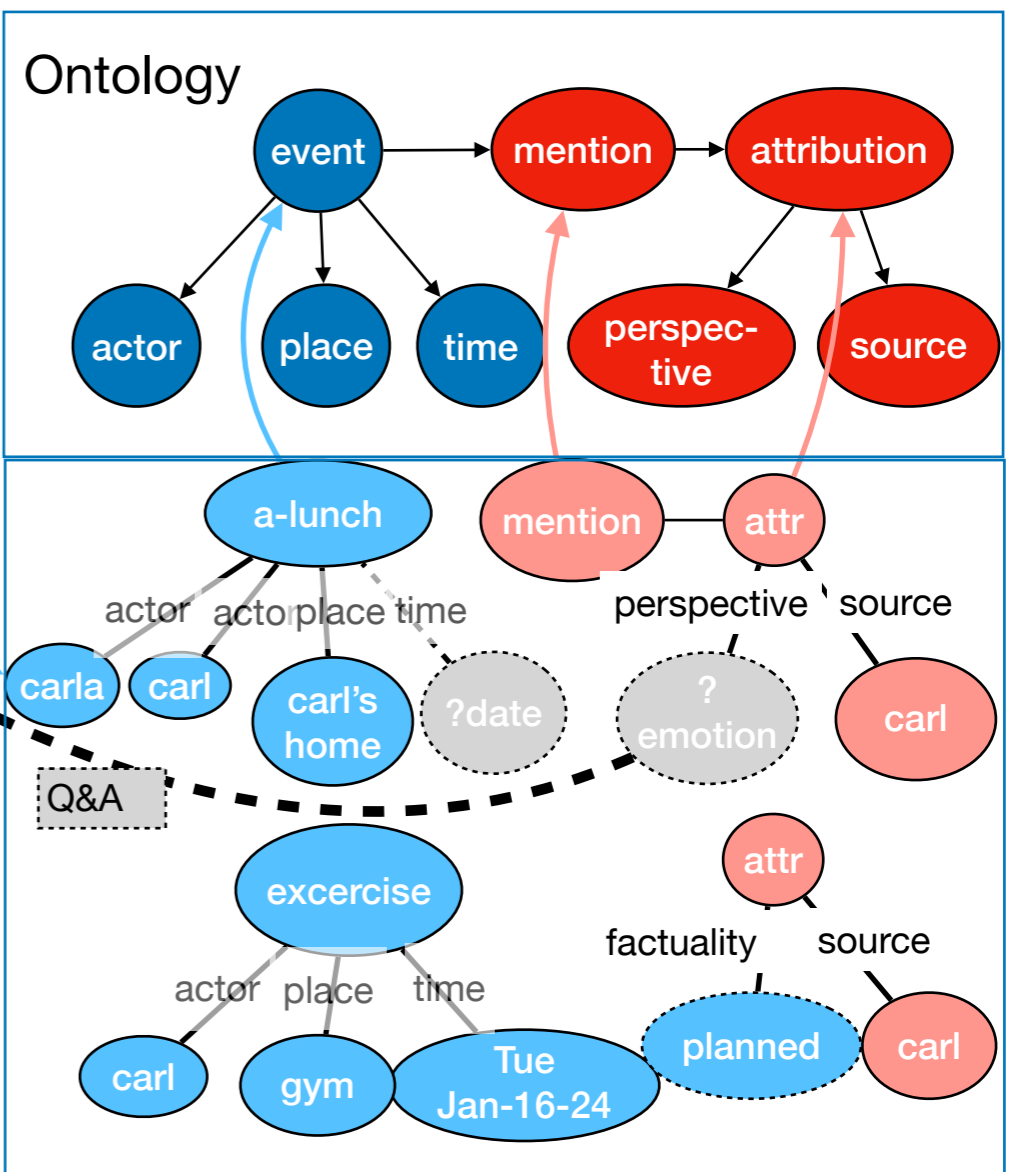 Ontology
event
mention
attribution
actor
place
time
perspec-
tive
source
a-lunch
mention
attr
actor
actor
place
time
perspective
source
carla
carl
carl's
home
?date
?
emotion
carl
Q&A
attr
excercise
factuality
source
actor
place
time
carl
gym
Tue
Jan-16-24
planned
carl